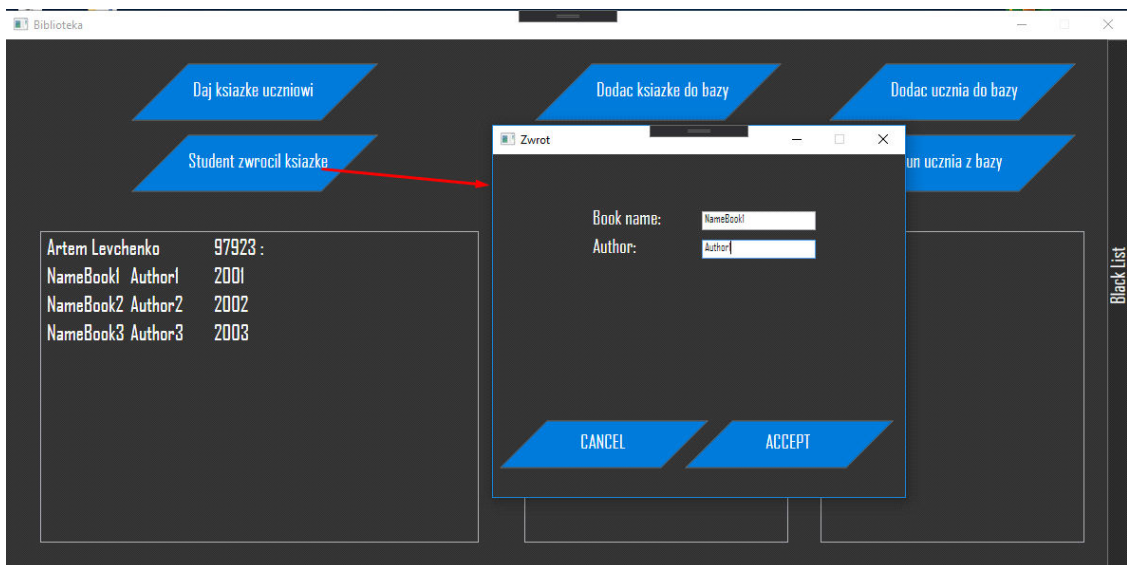 Biblioteka
Daj ksiazke uczniowi
Dodac ksiazke do bazy
Dodac ucznia do bazy
Student zwrocil ksiazke
un ucznia z bazy
Zwrot
Book name: NameBook1
Author: Author1
CANCEL
ACCEPT
Artem Levchenko 97923 :
NameBook1 Author1 2001
NameBook2 Author2 2002
NameBook3 Author3 2003
Black List